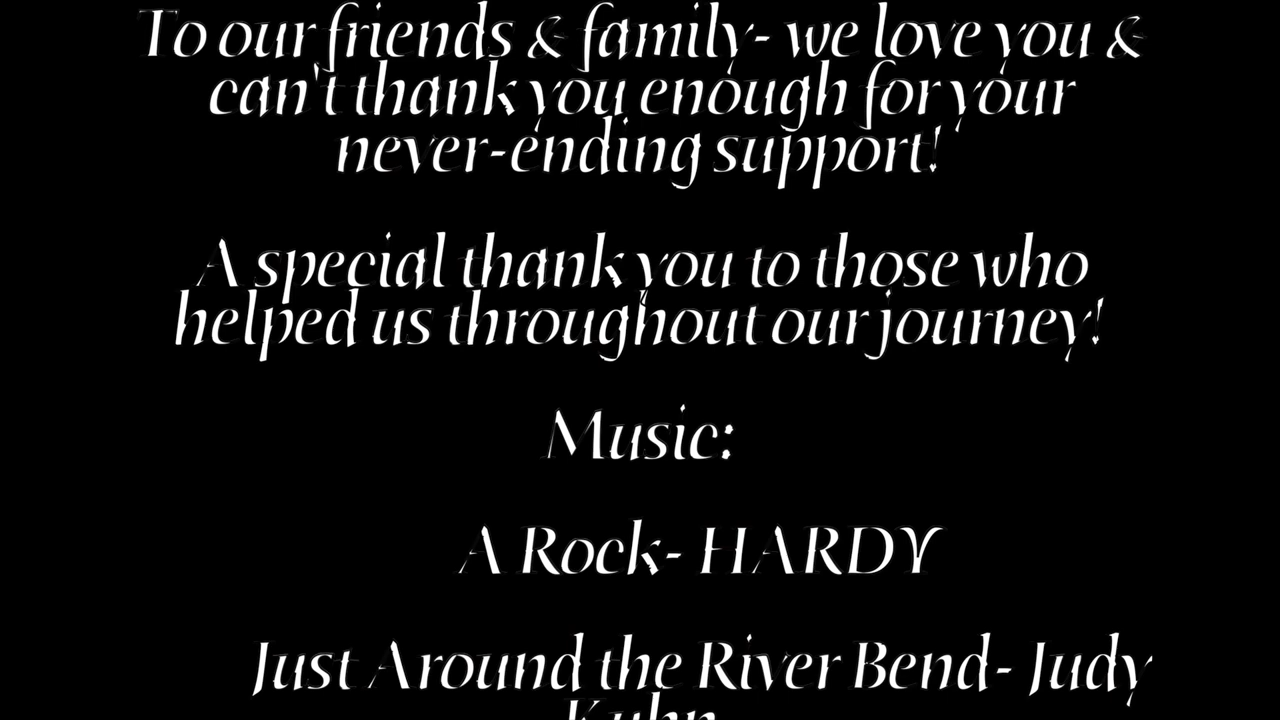 To our friends & family- we love you &
can't thank you enough for your
never-ending support!
A special thank you to those who
helped us throughout our journey!
Music:
A Rock- HARDY
Just Around the River Bend- Judy
Kuhn